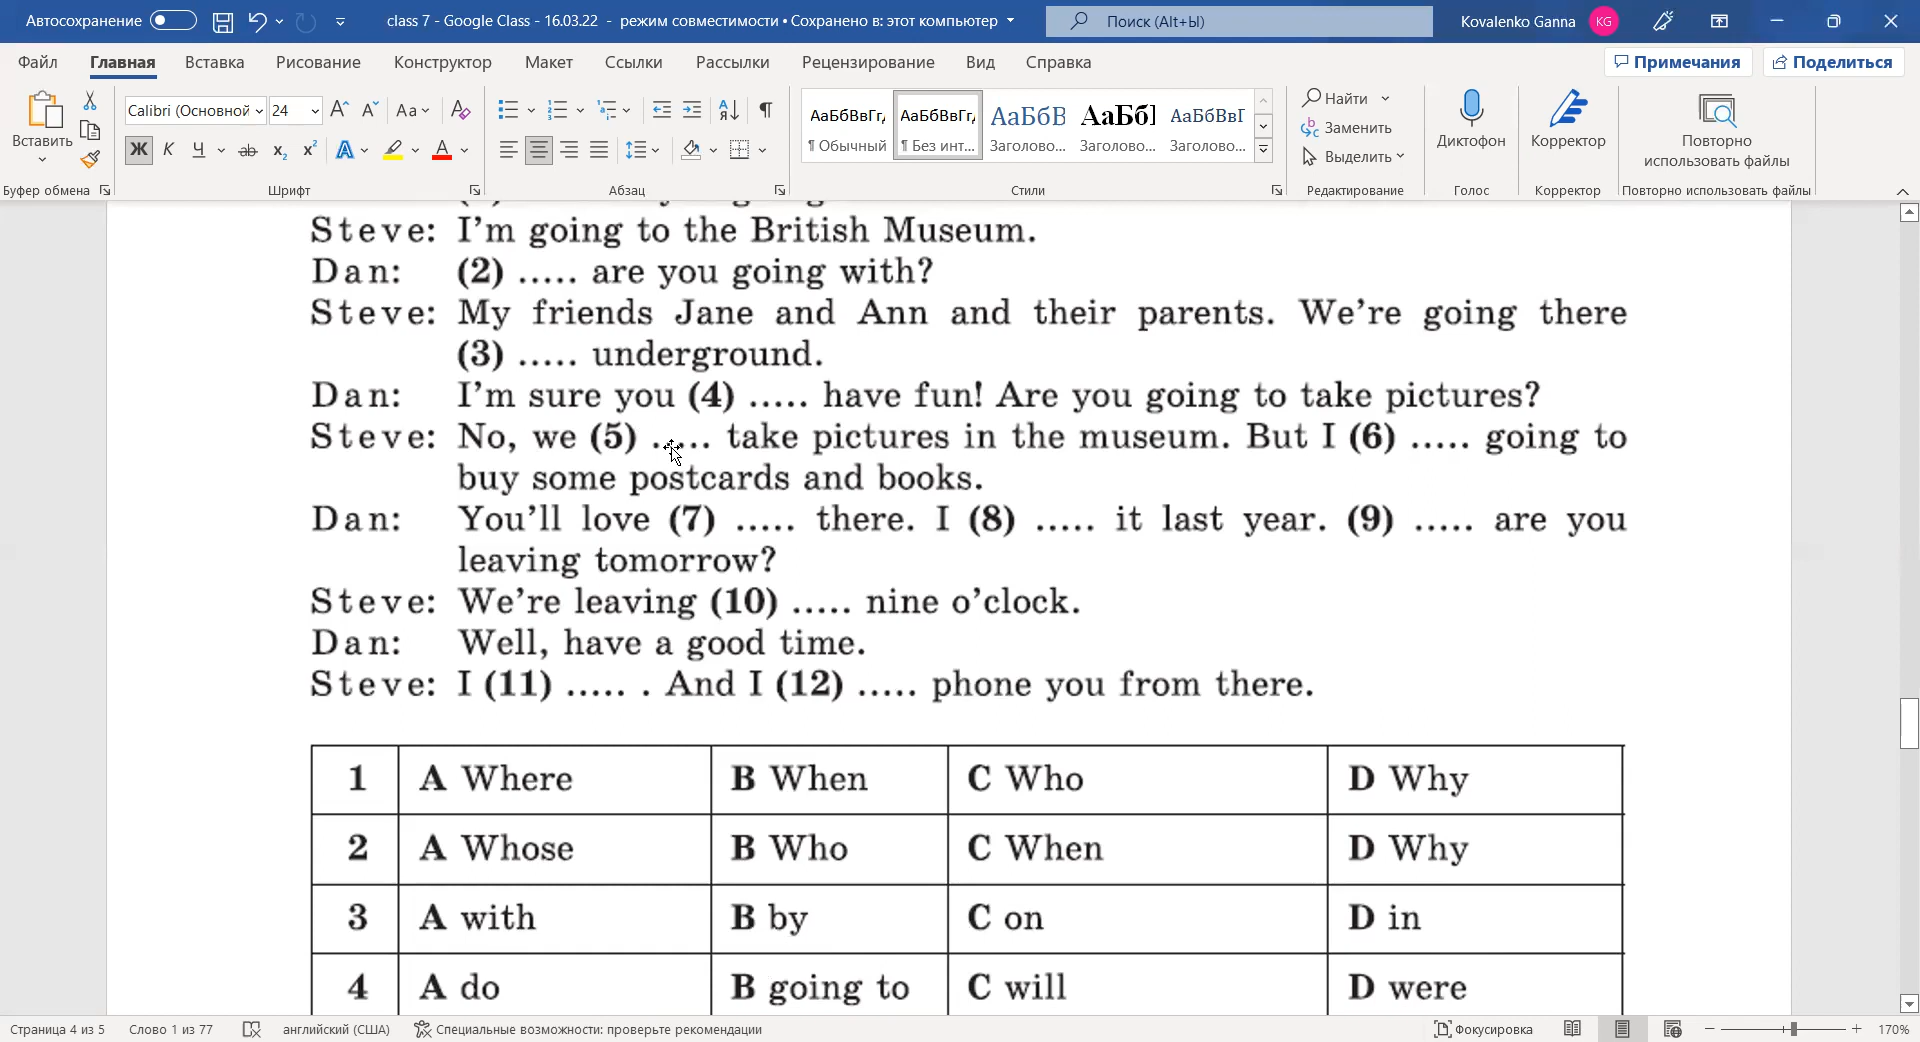 Автосохранение class 7 - Google Class - 16.03.22 - режим совместимости • Сохранено в: этот компьютер Поиск (Alt+Ы) Kovalenko Ganna KG
Файл Главная Вставка Рисование Конструктор Макет Ссылки Рассылки Рецензирование Вид Справка Примечания Поделиться
Вставить
Calibri (Основной 24 Aa
Ж К Ч ab x₂ x² A A
АаБбВвГг, АаБбВвГг, АаБбВ АаБб] АаБбВвГ
¶ Обычный ¶ Без инт... Заголово... Заголово... Заголово...
Найти
Заменить
Выделить
Диктофон
Корректор
Повторно
использовать файлы
Буфер обмена Шрифт Абзац Стили Редактирование Голос Корректор Повторно использовать файлы
Steve: I'm going to the British Museum.
Dan: (2) ..... are you going with?
Steve: My friends Jane and Ann and their parents. We're going there
(3) ..... underground.
Dan: I'm sure you (4) ..... have fun! Are you going to take pictures?
Steve: No, we (5) ..... take pictures in the museum. But I (6) ..... going to
buy some postcards and books.
Dan: You'll love (7) ..... there. I (8) ..... it last year. (9) ..... are you
leaving tomorrow?
Steve: We're leaving (10) ..... nine o'clock.
Dan: Well, have a good time.
Steve: I (11) ..... . And I (12) ..... phone you from there.
1 A Where B When C Who D Why
2 A Whose B Who C When D Why
3 A with B by C on D in
4 A do B going to C will D were
Страница 4 из 5 Слово 1 из 77 английский (США) Специальные возможности: проверьте рекомендации Фокусировка 170%